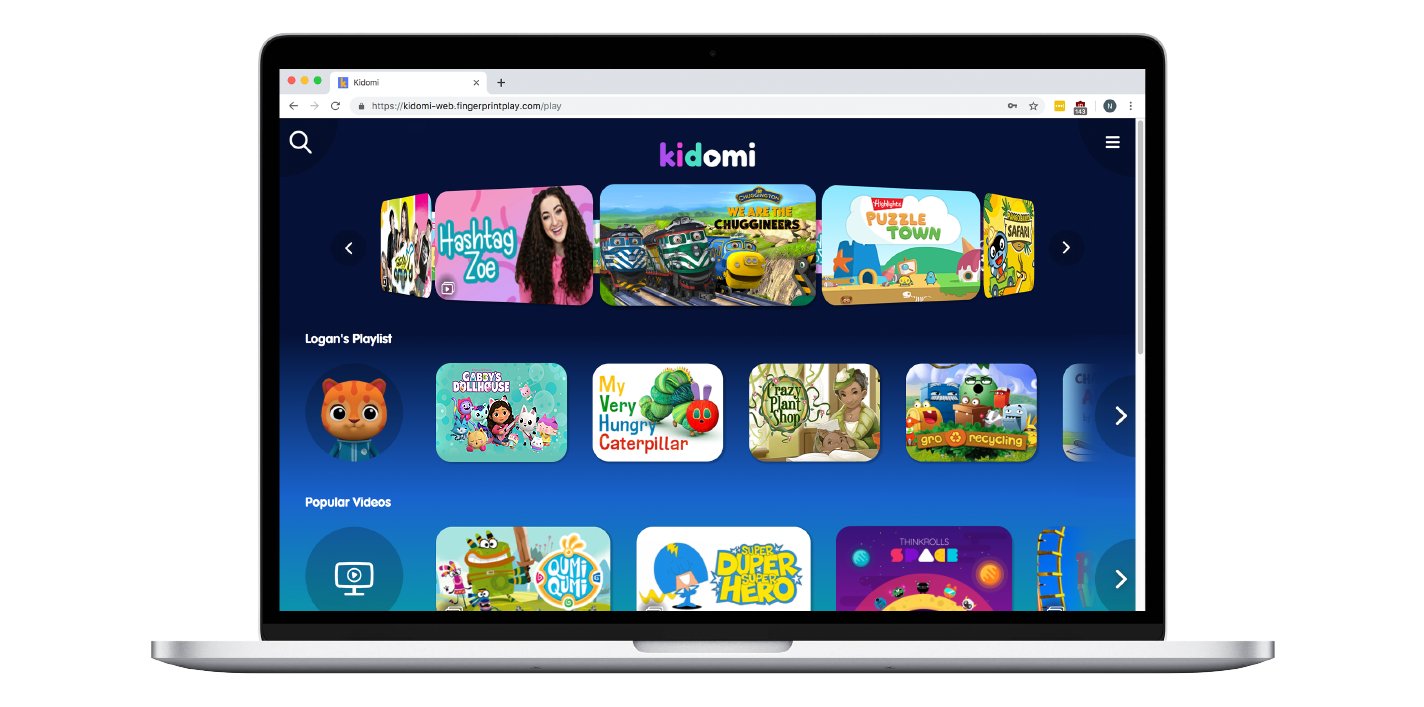 Kidomi
https://kidomi-web.fingerprintplay.com/play
143
N
kidomi
Hashtag
Zoe
CHUGGINGTON
WE ARE THE
CHUGGINEERS
Highlights
PUZZLE
TOWN
SAFARI
Logan's Playlist
GABBY'S
DOLLHOUSE
My
Very
Hungry
Caterpillar
Crazy
Plant
Shop
gro recycling
Popular Videos
QUMI
QUMI
SUPER
DUPER
SUPER
HERO
THINKROLLS
SPACE